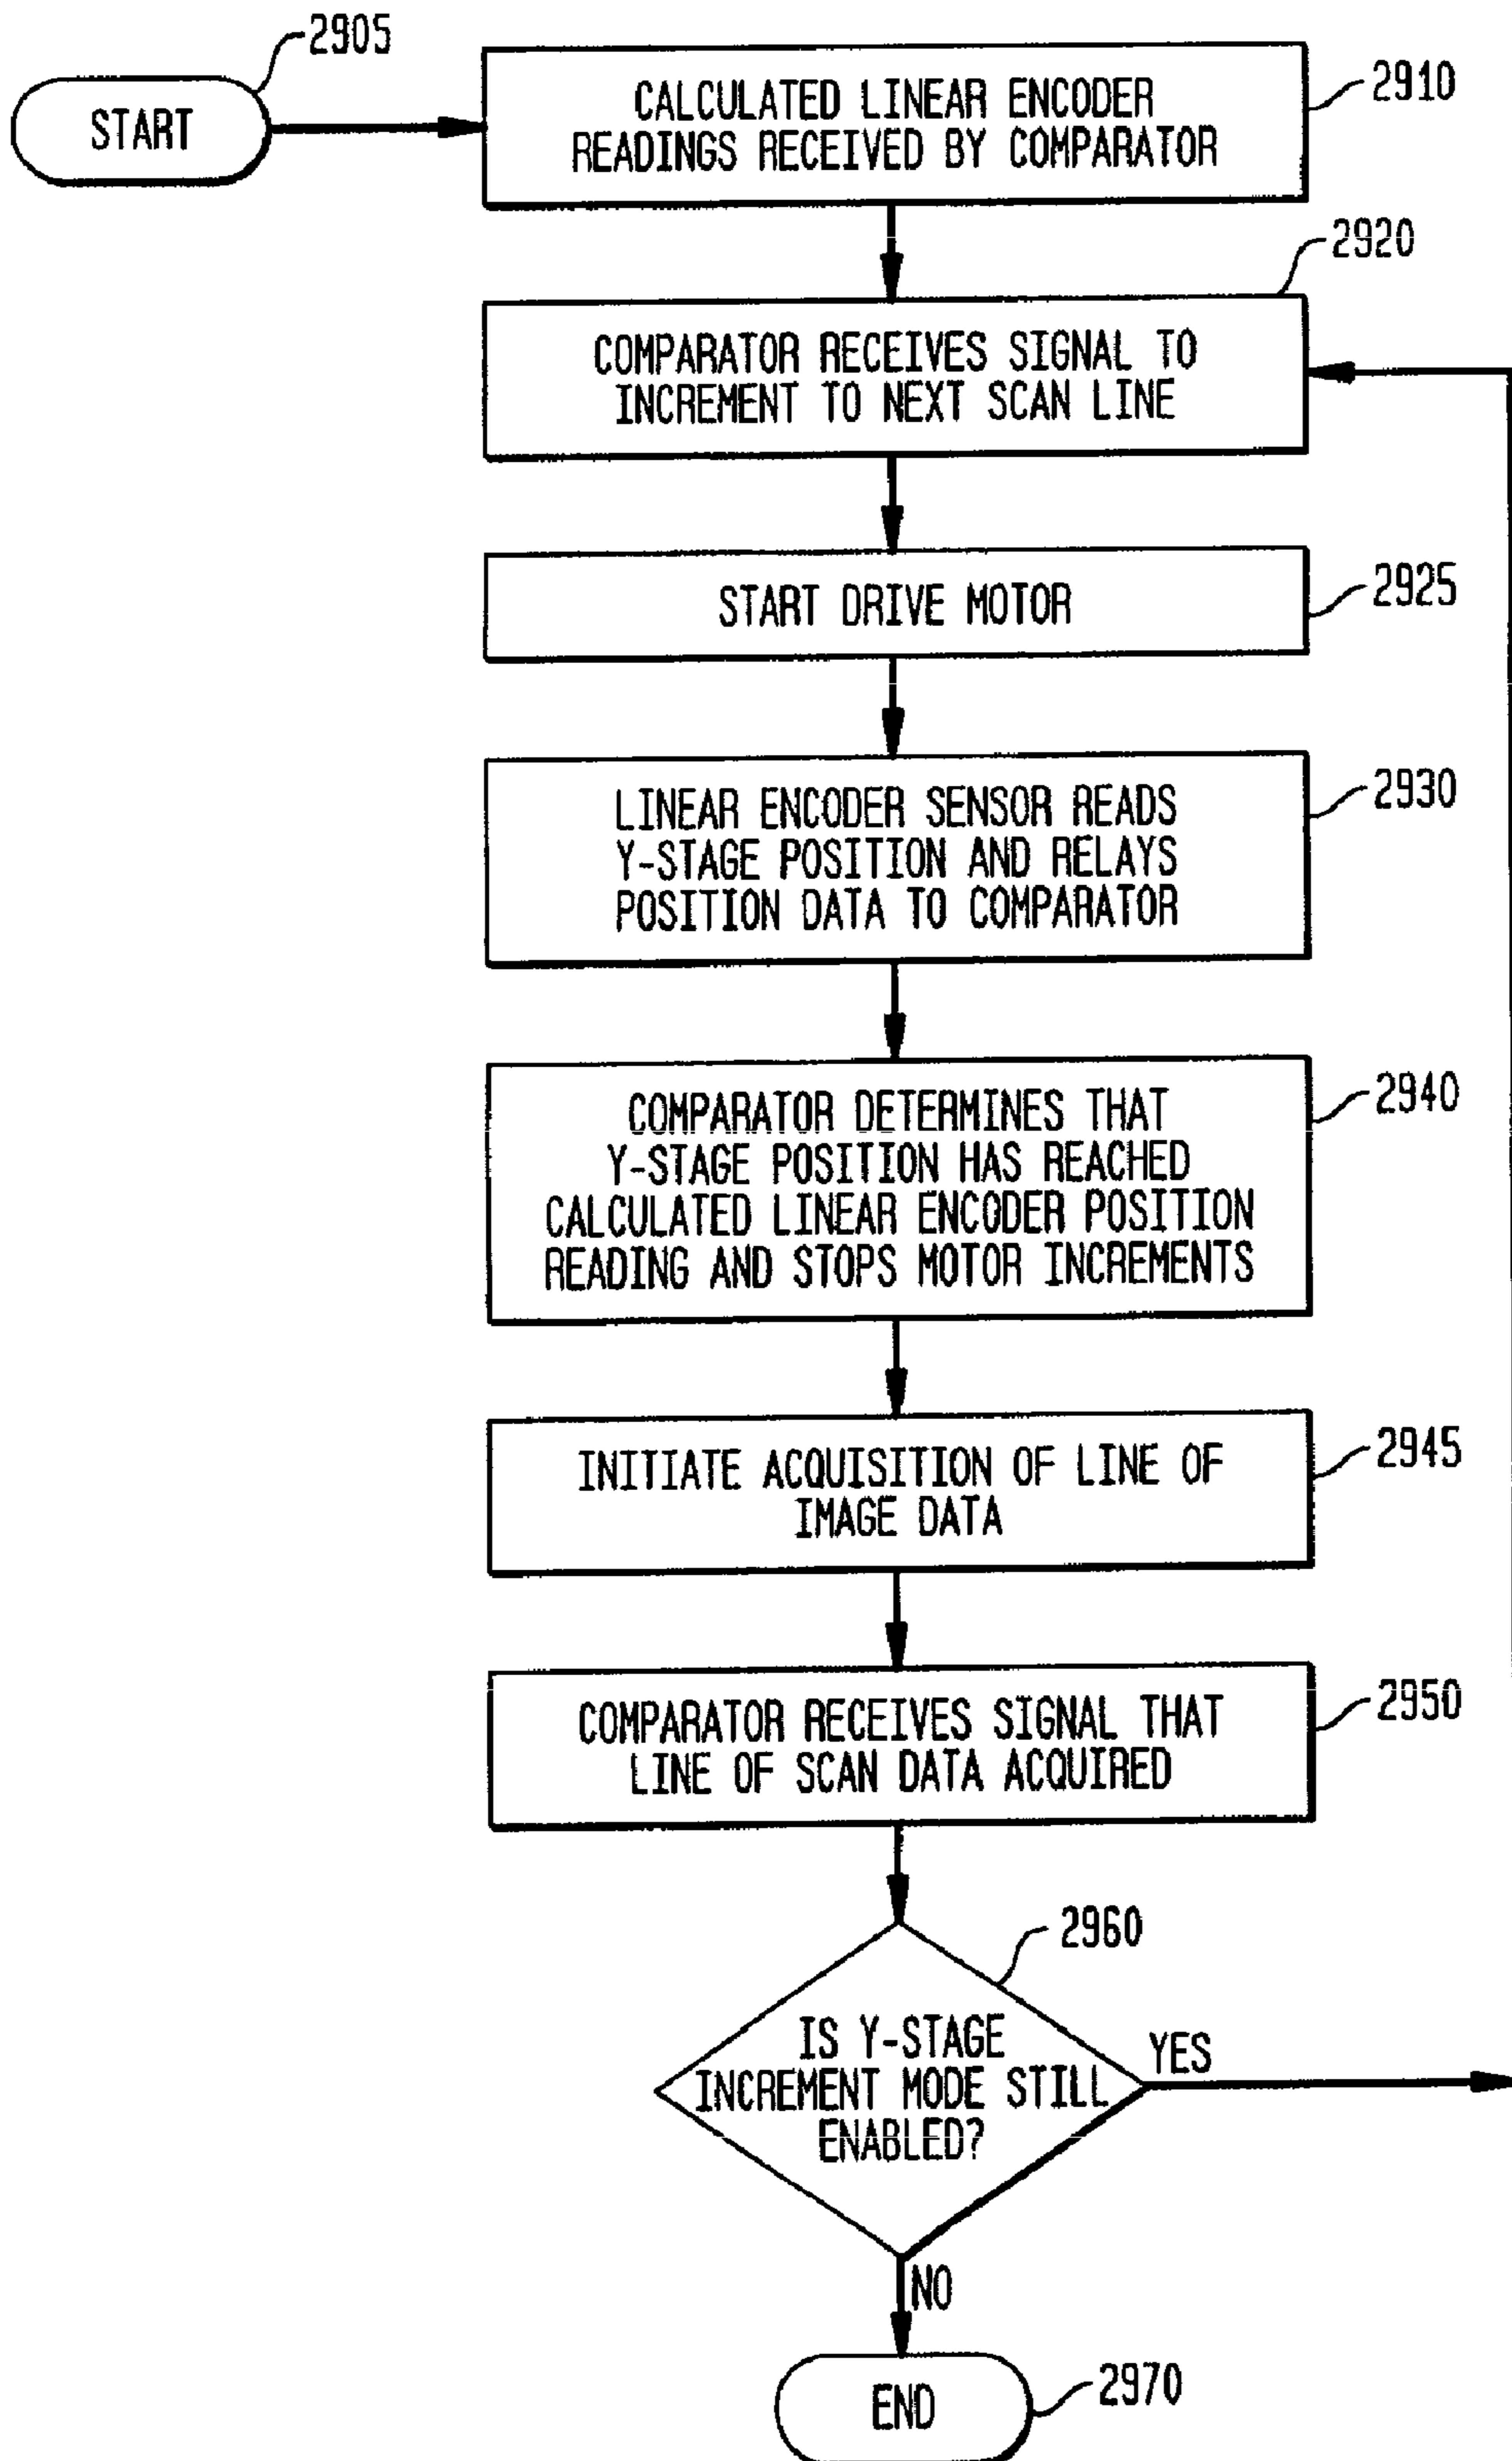 2905
START
CALCULATED LINEAR ENCODER
READINGS RECEIVED BY COMPARATOR
2910
2920
COMPARATOR RECEIVES SIGNAL TO
INCREMENT TO NEXT SCAN LINE
START DRIVE MOTOR
2925
LINEAR ENCODER SENSOR READS
Y-STAGE POSITION AND RELAYS
POSITION DATA TO COMPARATOR
2930
COMPARATOR DETERMINES THAT
Y-STAGE POSITION HAS REACHED
CALCULATED LINEAR ENCODER POSITION
READING AND STOPS MOTOR INCREMENTS
2940
INITIATE ACQUISITION OF LINE OF
IMAGE DATA
2945
COMPARATOR RECEIVES SIGNAL THAT
LINE OF SCAN DATA ACQUIRED
2950
2960
IS Y-STAGE
INCREMENT MODE STILL
ENABLED?
YES
NO
END
2970